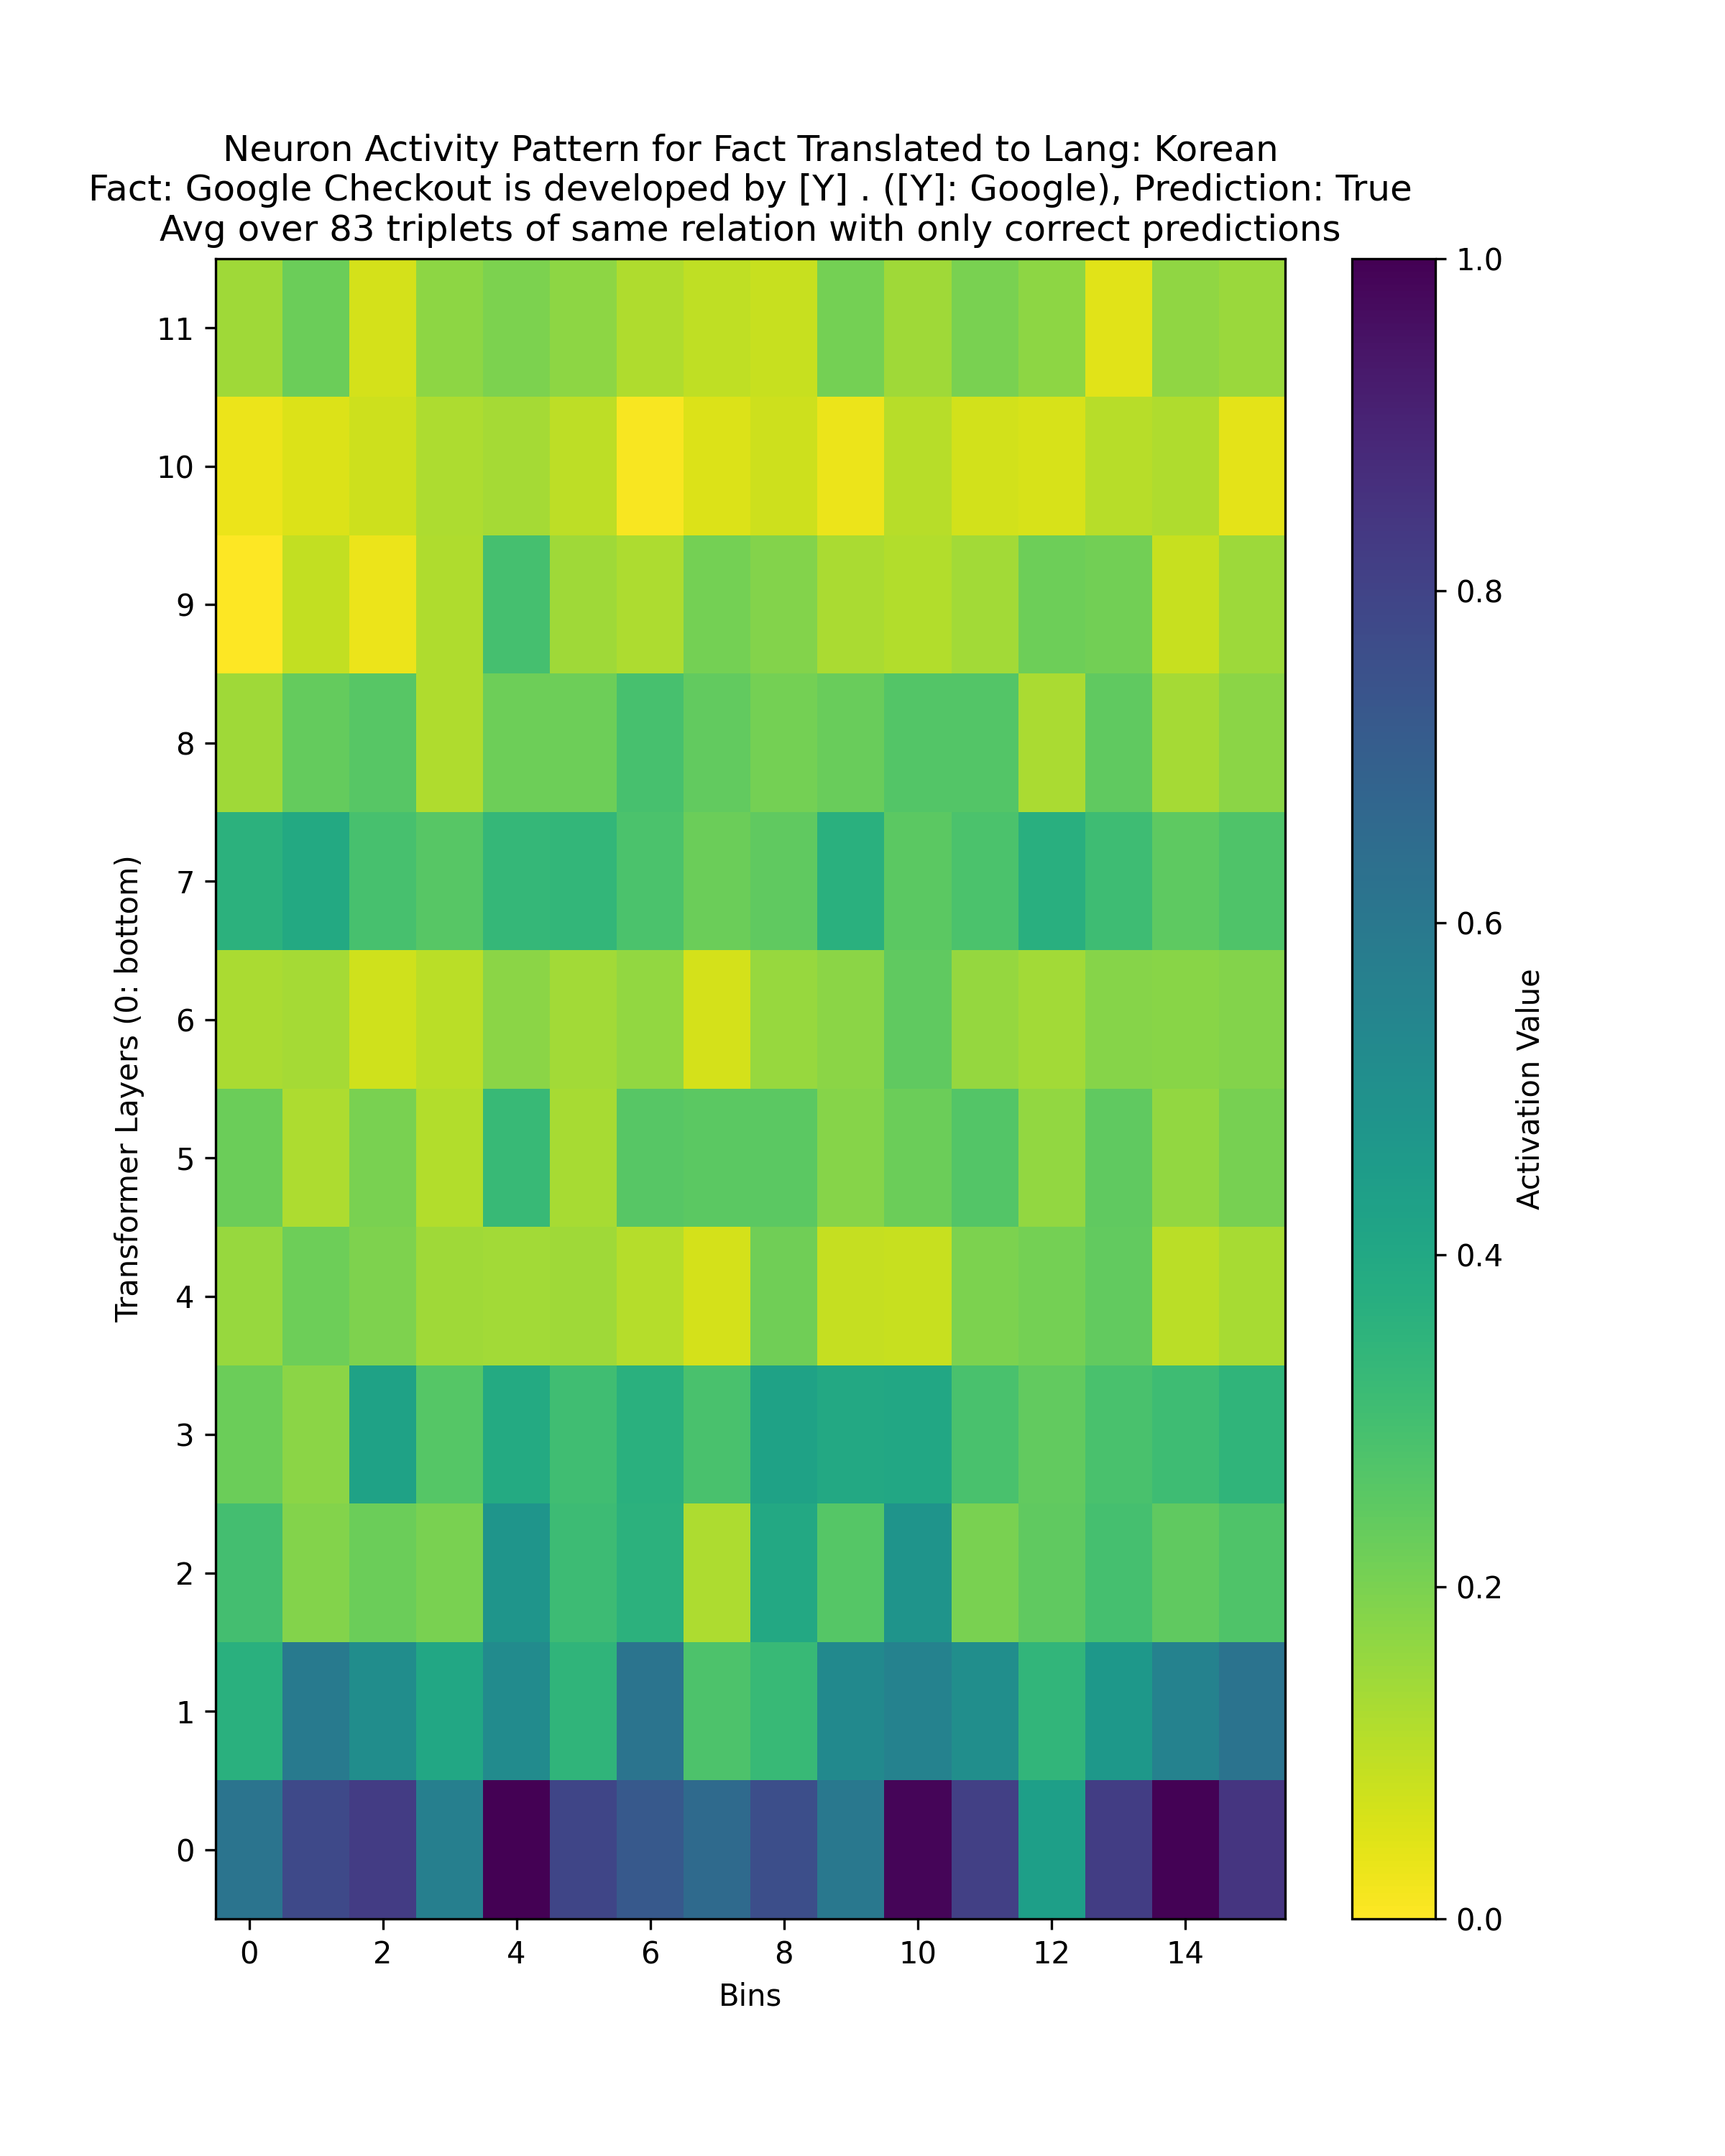 Neuron Activity Pattern for Fact Translated to Lang: Korean
Fact: Google Checkout is developed by [Y] . ([Y]: Google), Prediction: True
Avg over 83 triplets of same relation with only correct predictions
Transformer Layers (0: bottom)
11
10
9
8
7
6
5
4
3
2
1
0
0 2 4 6 8 10 12 14
Bins
1.0
0.8
0.6
0.4
0.2
0.0
Activation Value